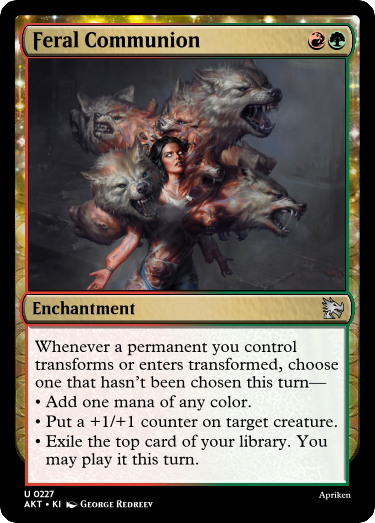 Feral Communion
Enchantment
Whenever a permanent you control
transforms or enters transformed, choose
one that hasn't been chosen this turn—
• Add one mana of any color.
• Put a +1/+1 counter on target creature.
• Exile the top card of your library. You
may play it this turn.
U 0227
AKT • KI George Redreev
Apriken